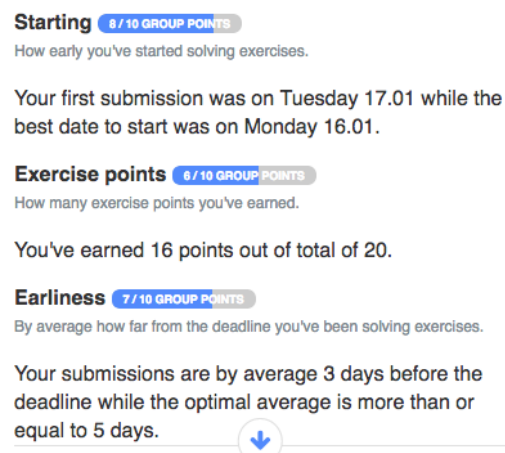 Starting 8 / 10 GROUP POINTS
How early you've started solving exercises.
Your first submission was on Tuesday 17.01 while the
best date to start was on Monday 16.01.
Exercise points 6 / 10 GROUP POINTS
How many exercise points you've earned.
You've earned 16 points out of total of 20.
Earliness 7 / 10 GROUP POINTS
By average how far from the deadline you've been solving exercises.
Your submissions are by average 3 days before the
deadline while the optimal average is more than or
equal to 5 days.